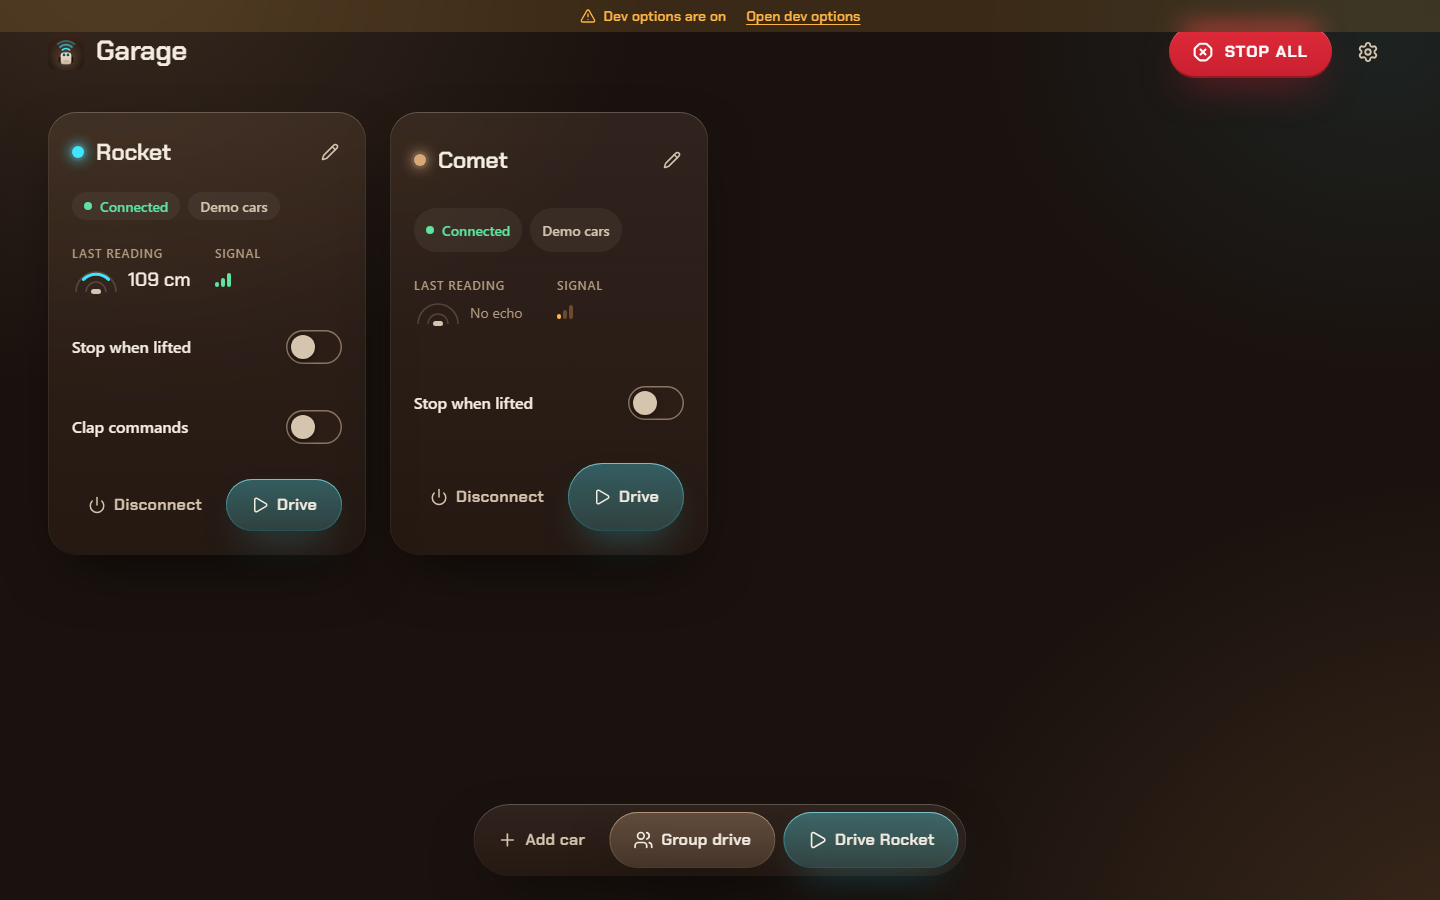 Dev options are on Open dev options
Garage
STOP ALL
Rocket
Connected Demo cars
LAST READING SIGNAL
109 cm
Stop when lifted
Clap commands
Disconnect Drive
Comet
Connected Demo cars
LAST READING SIGNAL
No echo
Stop when lifted
Disconnect Drive
Add car Group drive Drive Rocket